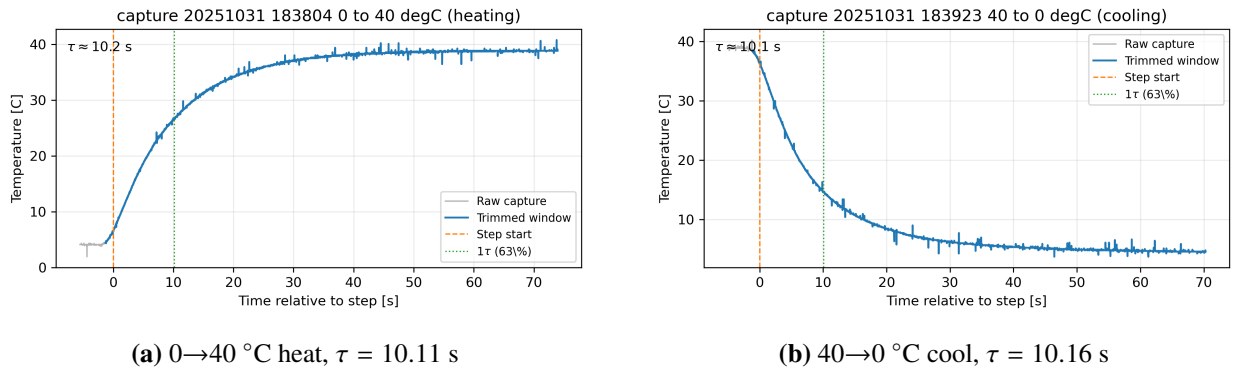 capture 20251031 183804 0 to 40 degC (heating)
τ ≈ 10.2 s
Temperature [C]
40
30
20
10
0
Raw capture
Trimmed window
Step start
1τ (63\%)
0 10 20 30 40 50 60 70
Time relative to step [s]
(a) 0→40 °C heat, τ = 10.11 s
capture 20251031 183923 40 to 0 degC (cooling)
τ ≈ 10.1 s
Temperature [C]
40
30
20
10
Raw capture
Trimmed window
Step start
1τ (63\%)
0 10 20 30 40 50 60 70
Time relative to step [s]
(b) 40→0 °C cool, τ = 10.16 s